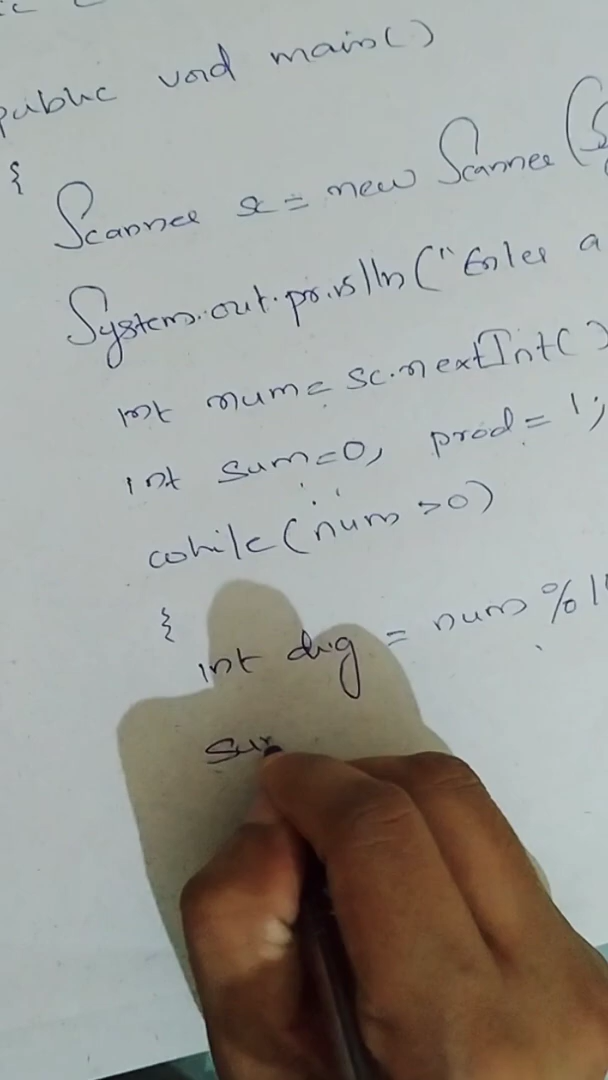 public void main()
{
Scanner sc = new Scanner(S
System.out.println("Enter a
int num = sc.nextInt()
int sum=0, prod=1;
while(num>0)
{
int dig = num%1
sum